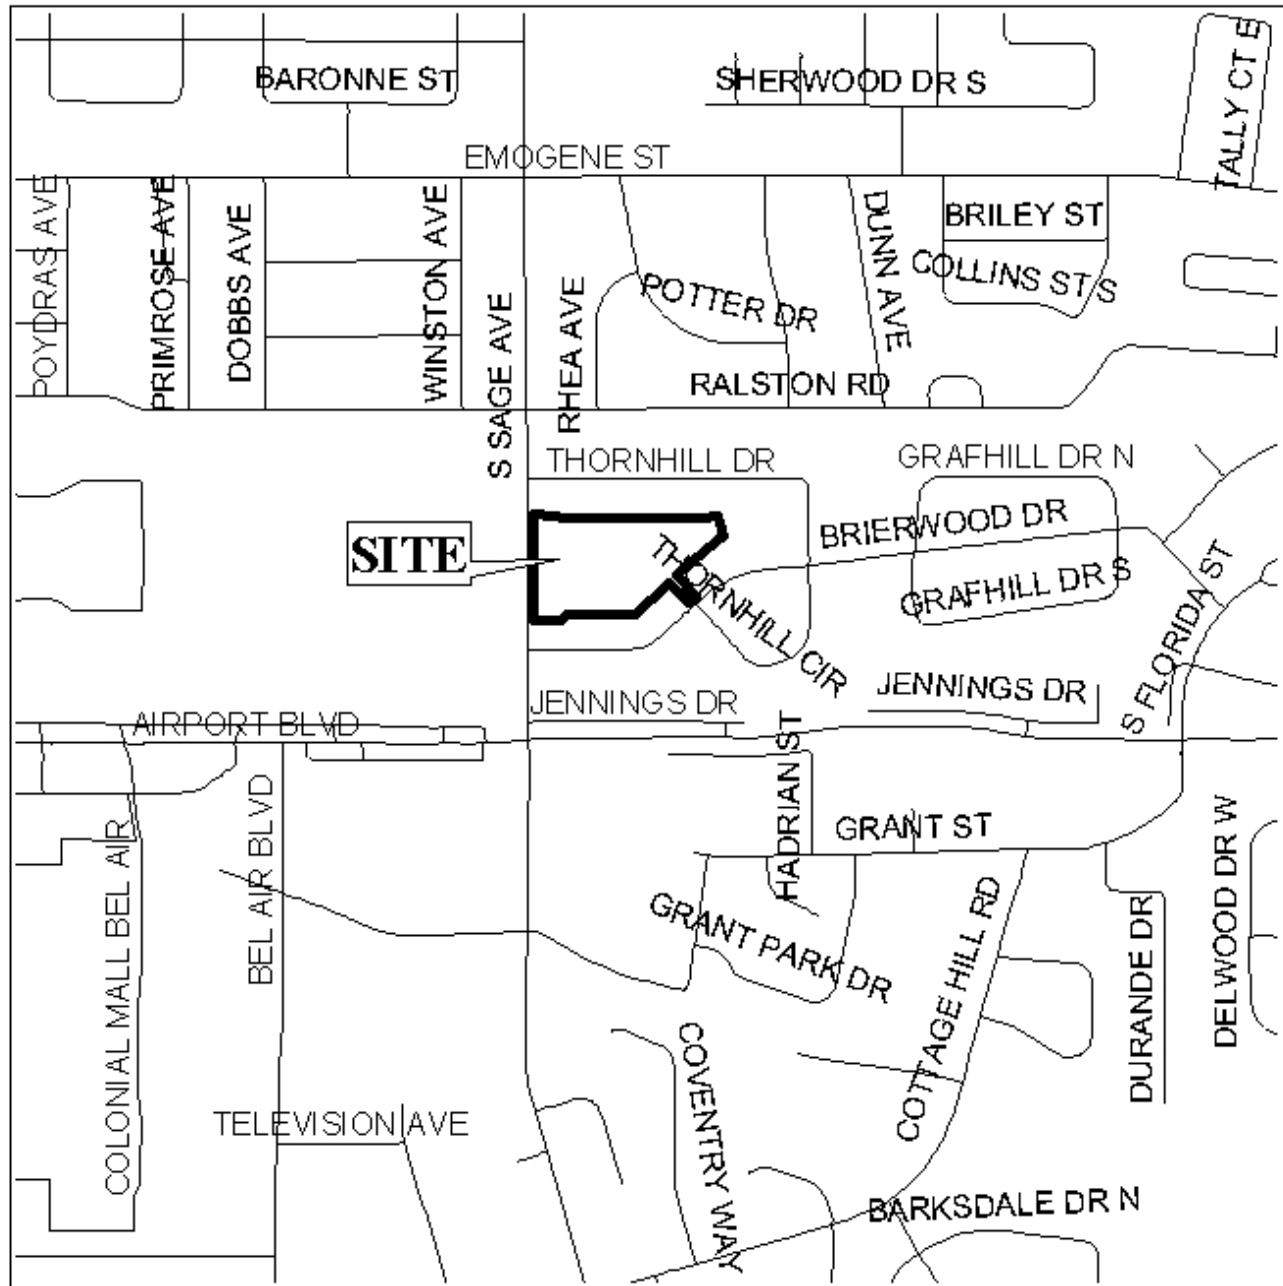 BARONNE ST
SHERWOOD DR S
TALLY CT E
EMOGENE ST
POYDRAS AVE
PRIMROSE AVE
DOBBS AVE
WINSTON AVE
S SAGE AVE
RHEA AVE
POTTER DR
DUNN AVE
BRILEY ST
COLLINS ST S
RALSTON RD
THORNHILL DR
GRAFHILL DR N
BRIERWOOD DR
SITE
THORNHILL CIR
GRAFHILL DR S
S FLORIDA ST
JENNINGS DR
JENNINGS DR
AIRPORT BLVD
BEL AIR BLVD
HADRIAN ST
GRANT ST
COLONIAL MALL BEL AIR
GRANT PARK DR
COTTAGE HILL RD
DURANDE DR
DELWOOD DR W
TELEVISION AVE
COVENTRY WAY
BARKSDALE DR N